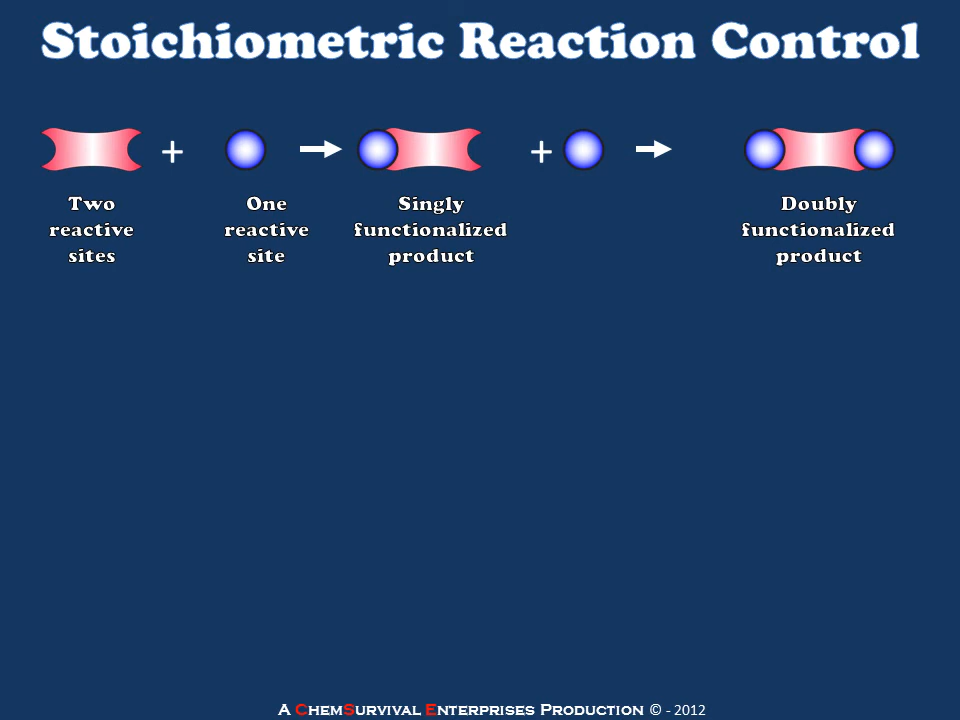 Stoichiometric Reaction Control
+ +
Two One Singly Doubly
reactive reactive functionalized functionalized
sites site product product
A ChemSurvival Enterprises Production © - 2012